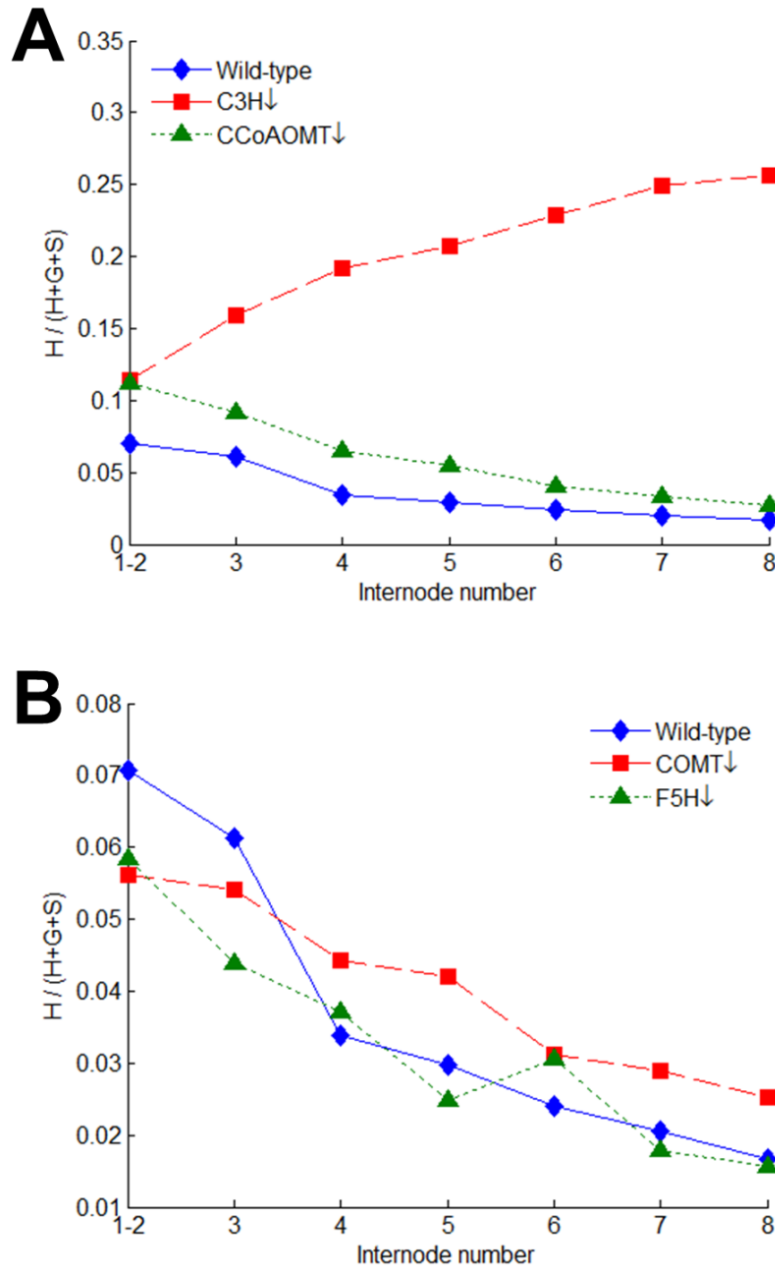 A
0.35
0.3
0.25
0.2
0.15
0.1
0.05
0
H / (H+G+S)
Wild-type
C3H↓
CCoAOMT↓
1-2 3 4 5 6 7 8
Internode number
B
0.08
0.07
0.06
0.05
0.04
0.03
0.02
0.01
H / (H+G+S)
Wild-type
COMT↓
F5H↓
1-2 3 4 5 6 7 8
Internode number